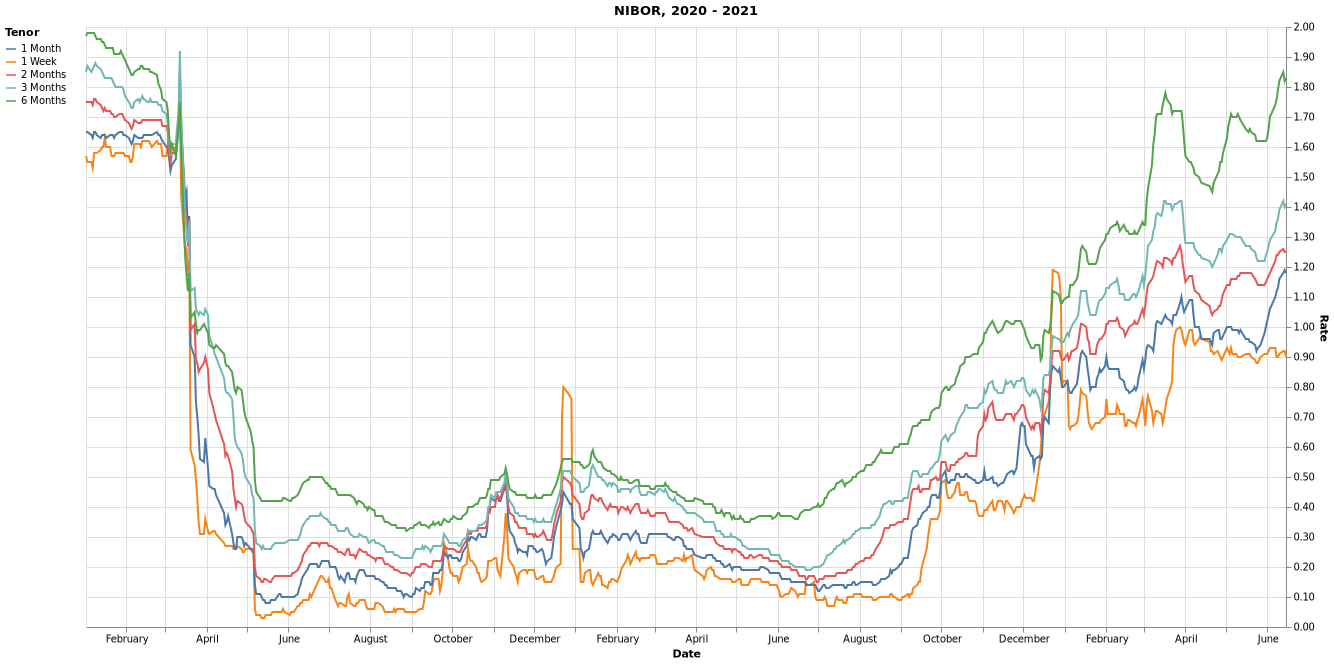 NIBOR, 2020 - 2021
Tenor
1 Month
1 Week
2 Months
3 Months
6 Months
2.00
1.90
1.80
1.70
1.60
1.50
1.40
1.30
1.20
1.10
1.00
0.90
0.80
0.70
0.60
0.50
0.40
0.30
0.20
0.10
0.00
Rate
February April June August October December February April June August October December February April June
Date